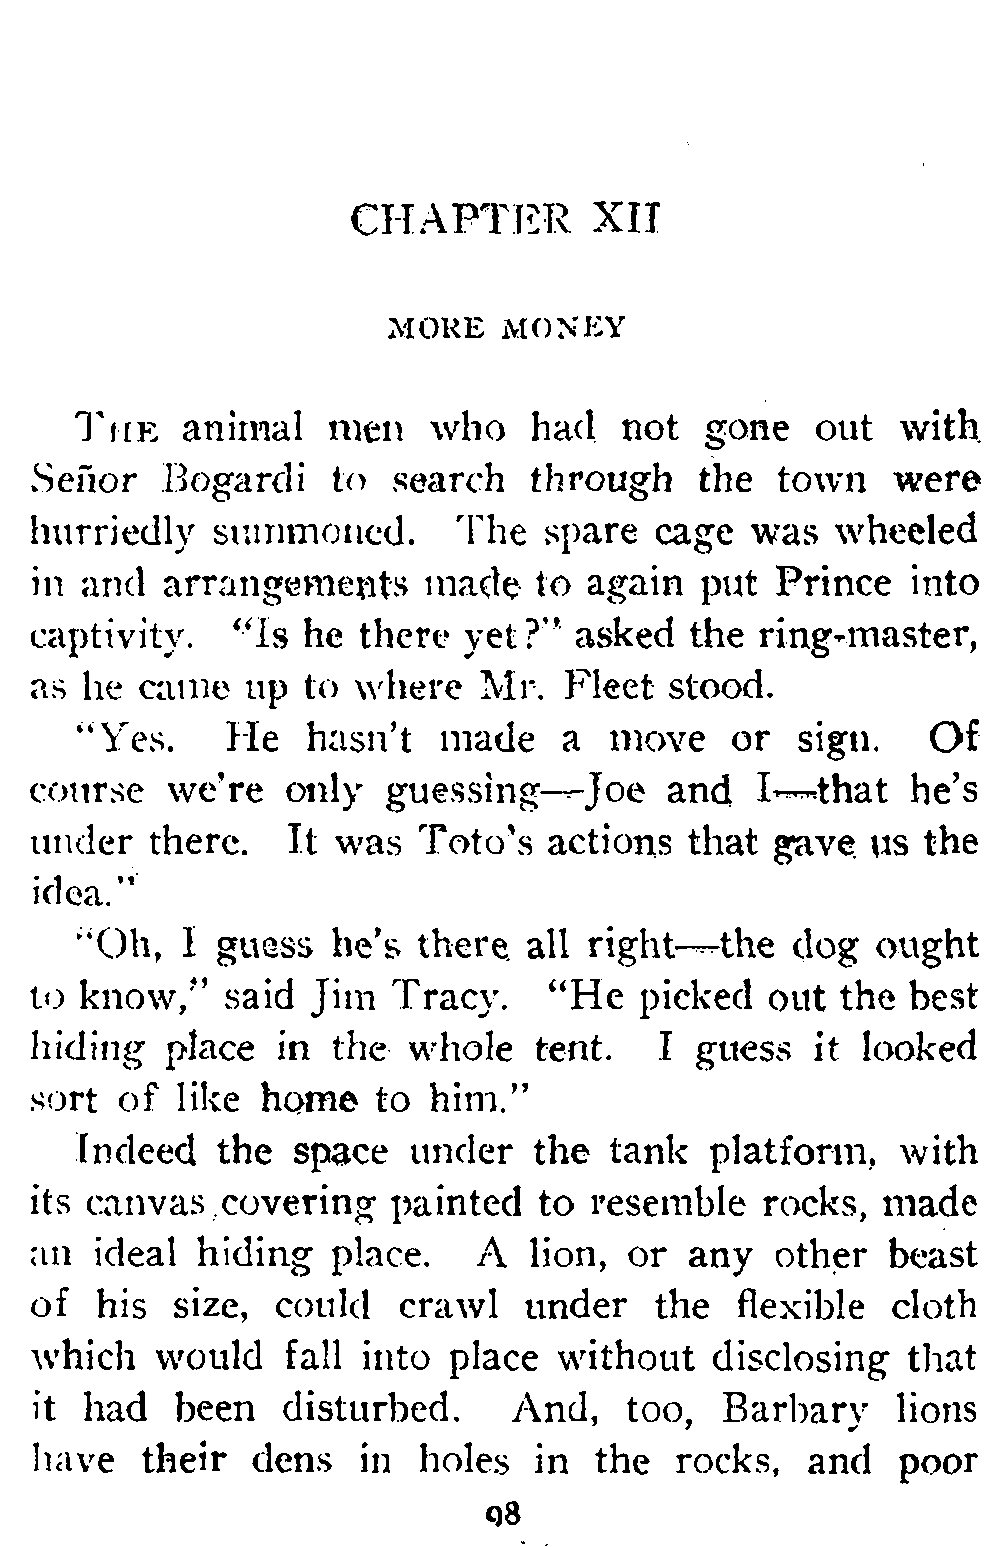 CHAPTER XII
MORE MONEY
THE animal men who had not gone out with
Señor Bogardi to search through the town were
hurriedly summoned. The spare cage was wheeled
in and arrangements made to again put Prince into
captivity. "Is he there yet?" asked the ring-master,
as he came up to where Mr. Fleet stood.
"Yes. He hasn't made a move or sign. Of
course we're only guessing—Joe and I—that he's
under there. It was Toto's actions that gave us the
idea."
"Oh, I guess he's there all right—the dog ought
to know," said Jim Tracy. "He picked out the best
hiding place in the whole tent. I guess it looked
sort of like home to him."
Indeed the space under the tank platform, with
its canvas covering painted to resemble rocks, made
an ideal hiding place. A lion, or any other beast
of his size, could crawl under the flexible cloth
which would fall into place without disclosing that
it had been disturbed. And, too, Barbary lions
have their dens in holes in the rocks, and poor
98